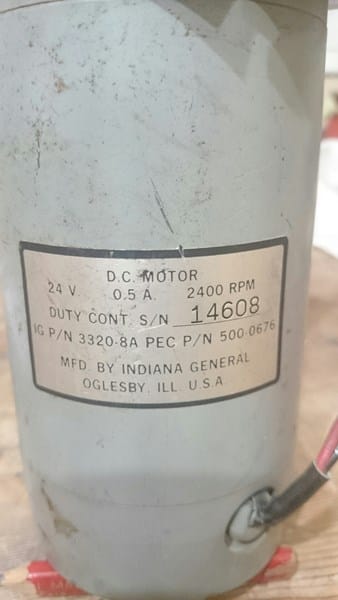 D.C. MOTOR
24 V. 0.5 A. 2400 RPM
DUTY CONT. S/N 14608
IG P/N 3320-8A PEC P/N 500-0676
MFD. BY INDIANA GENERAL
OGLESBY, ILL. U.S.A.